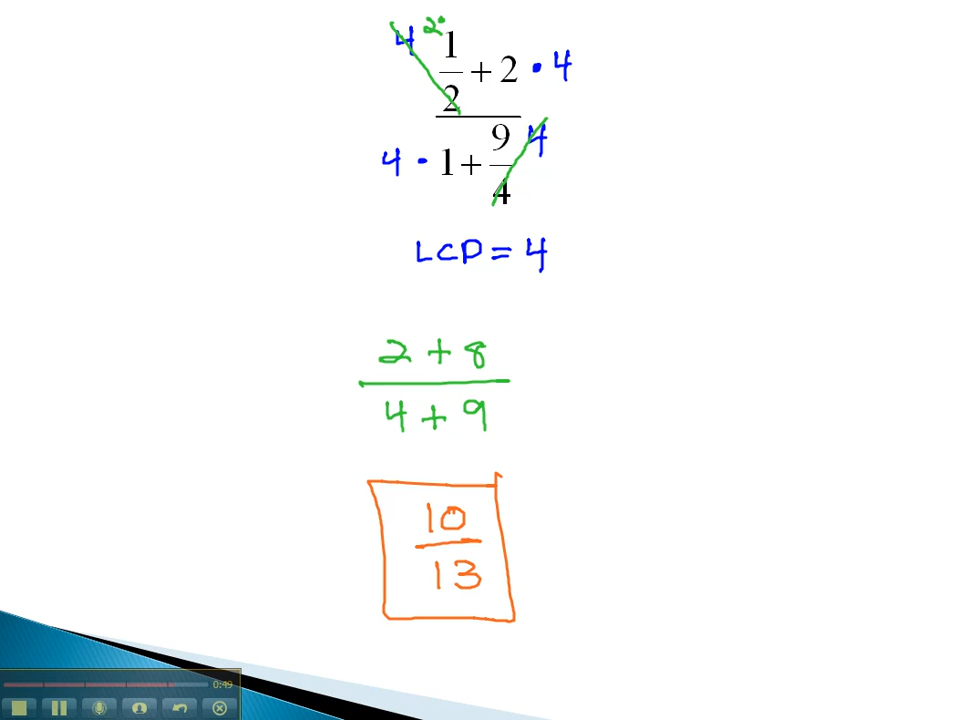 4 2• 1/2 + 2 • 4
4 • 1 + 9/4 4
LCD = 4
2 + 8
4 + 9
10
13
0:49